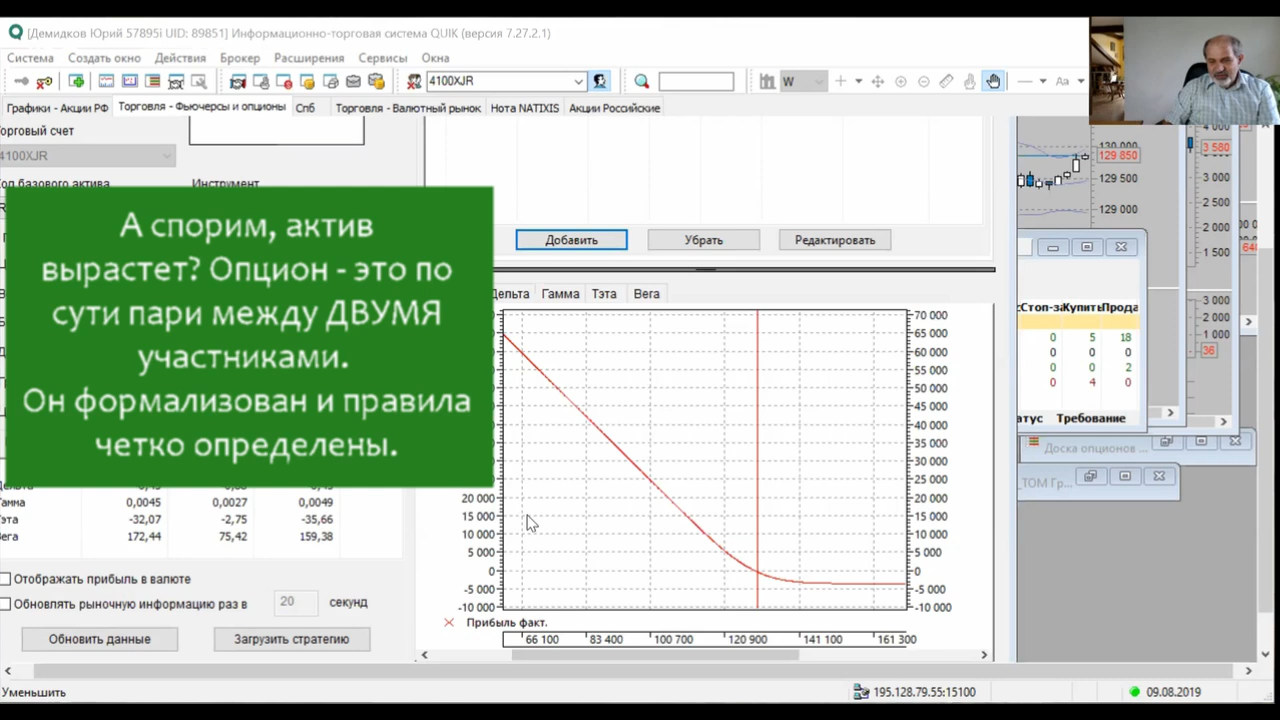 [Демидков Юрий 57895i UID: 89851] Информационно-торговая система QUIK (версия 7.27.2.1)
Система Создать окно Действия Брокер Расширения Сервисы Окна
4100XJR W Aa
Графики - Акции РФ Торговля - Фьючерсы и опционы Спб Торговля - Валютный рынок Нота NATIXIS Акции Российские
орговый счет
4100XJR
од базового актива Инструмент
А спорим, актив
вырастет? Опцион - это по
сути пари между ДВУМЯ
участниками.
Он формализован и правила
четко определены.
Добавить Убрать Редактировать
Дельта Гамма Тэта Вега
70 000
65 000
60 000
55 000
50 000
45 000
40 000
35 000
30 000
25 000
20 000 20 000
15 000 15 000
10 000 10 000
5 000 5 000
0 0
-5 000 -5 000
-10 000 -10 000
Гамма 0,0045 0,0027 0,0049
Тэта -32,07 -2,75 -35,66
Вега 172,44 75,42 159,38
Отображать прибыль в валюте
Обновлять рыночную информацию раз в 20 секунд
Обновить данные Загрузить стратегию
Прибыль факт.
66 100 83 400 100 700 120 900 141 100 161 300
130 000
129 850
129 500
129 000
4 000
3 580
3 000
2 500
2 000
1 500
Стоп-за Купить Прода
0 5 18
0 0 0
0 0 2
0 4 0
атус Требование
3 000
2 000
1 000
36
Доска опционов ...
_TOM Гр...
Уменьшить 195.128.79.55:15100 09.08.2019